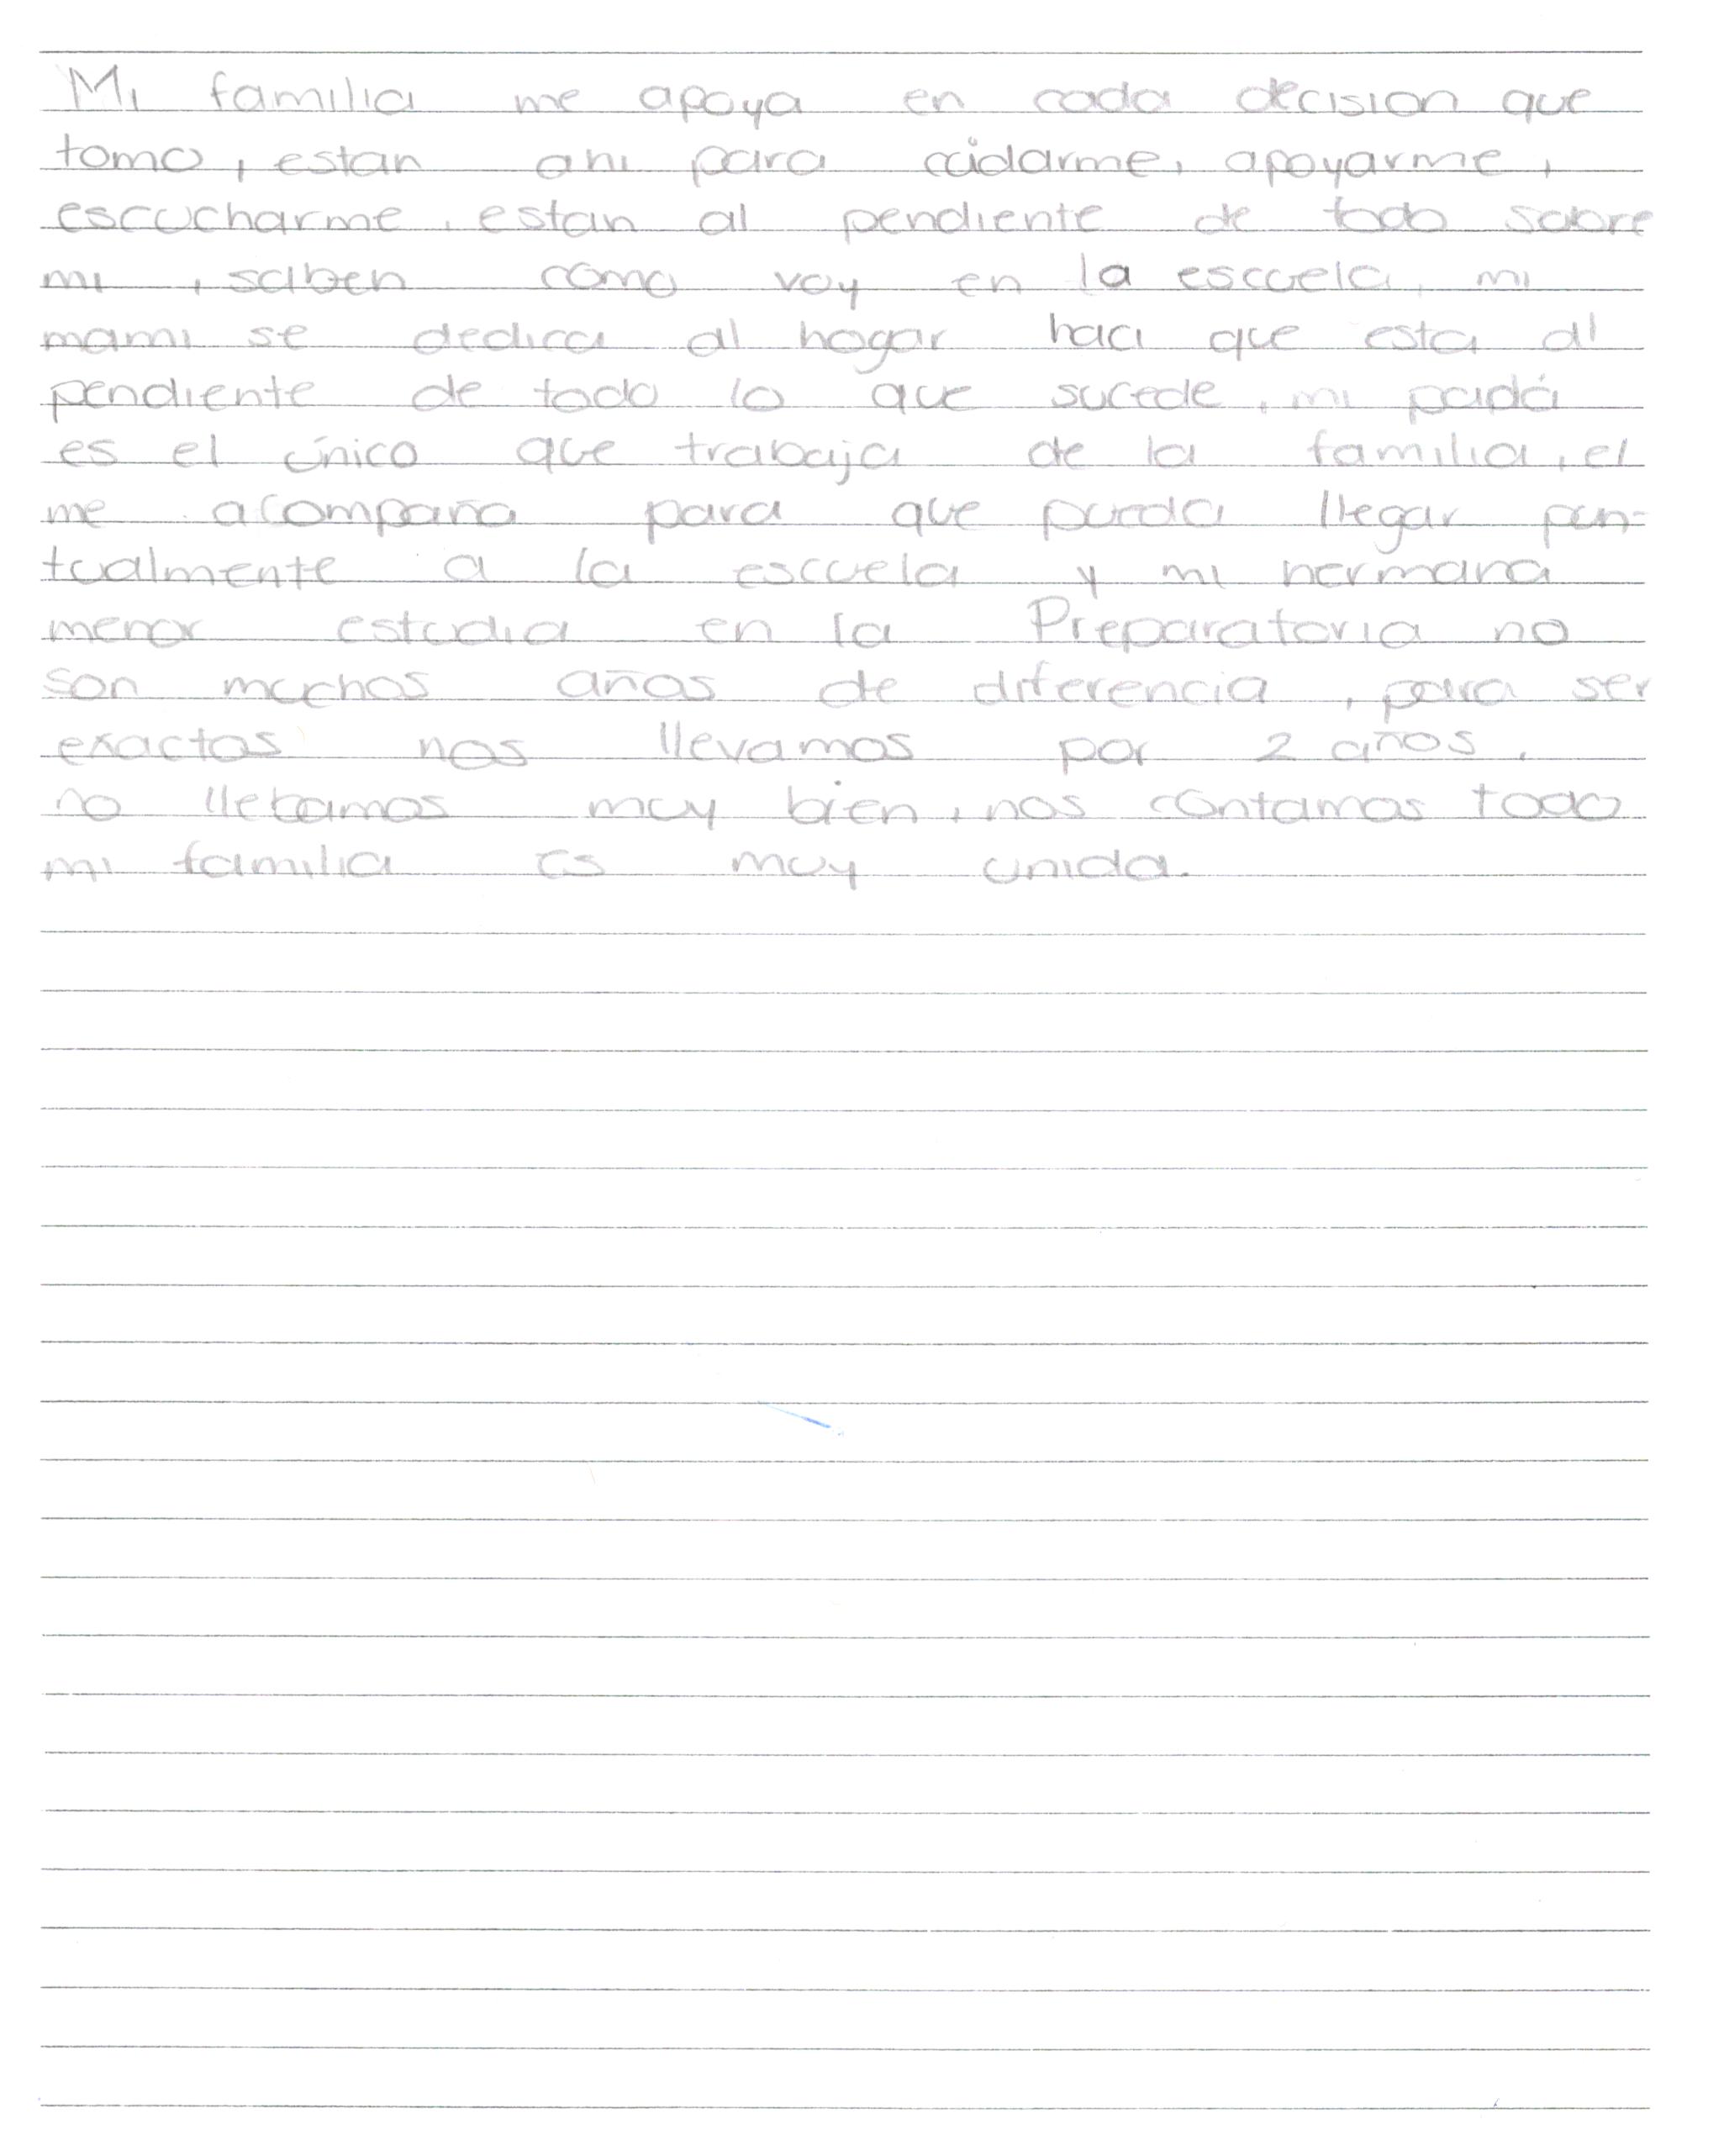 Mi familia me apoya en cada decision que
tomo, estan ahi para cuidarme, apoyarme,
escucharme, estan al pendiente de todo sobre
mi, saben como voy en la escuela, mi
mami se dedica al hogar haci que esta al
pendiente de todo lo que sucede, mi papá
es el único que trabaja de la familia, el
me acompaña para que pueda llegar pun-
tualmente a la escuela y mi hermana
menor estudia en la Preparatoria no
son muchos años de diferencia, para ser
exactos nos llevamos por 2 años.
no llebamos muy bien, nos contamos todo
mi familia es muy unida.